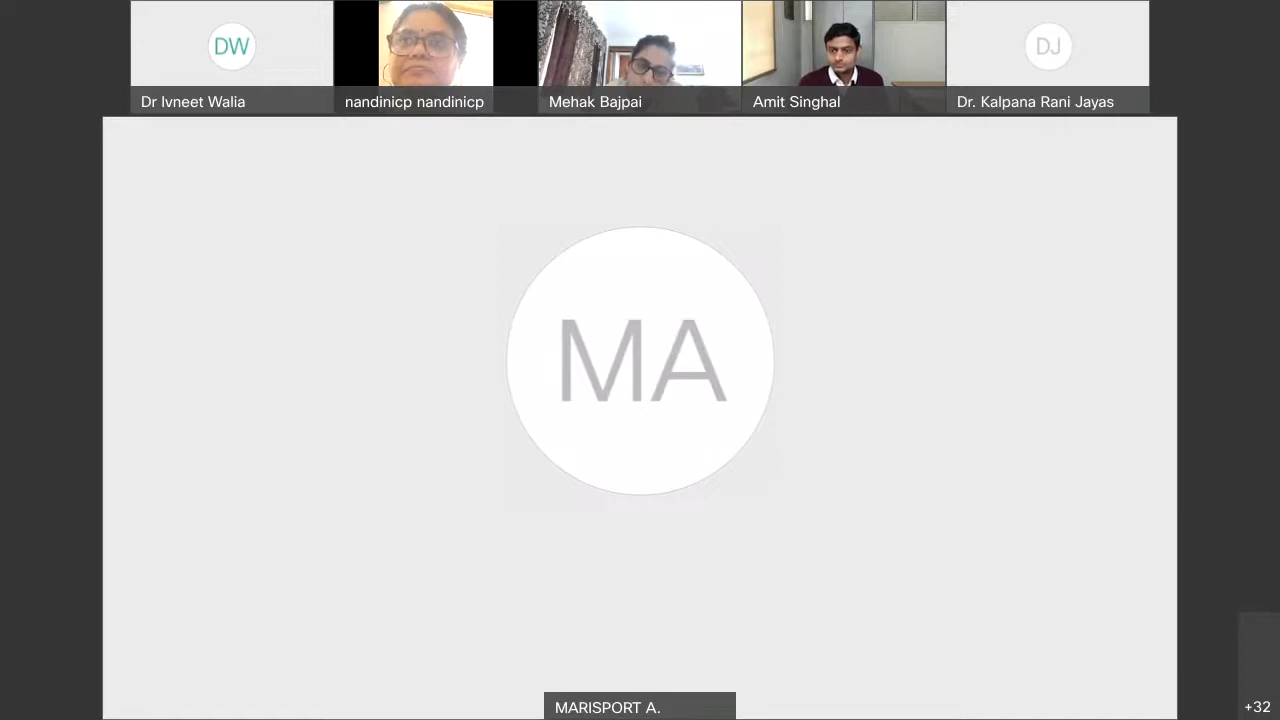 DW
Dr Ivneet Walia
nandinicp nandinicp
Mehak Bajpai
Amit Singhal
DJ
Dr. Kalpana Rani Jayas
MA
MARISPORT A.
+32